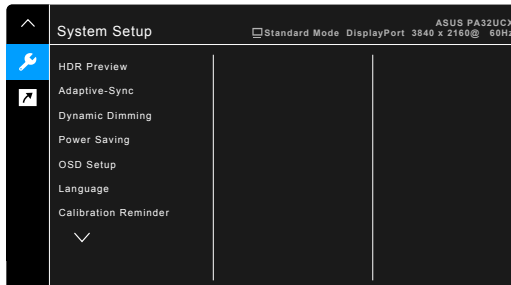 ASUS PA32UCX
System Setup
Standard Mode DisplayPort 3840 x 2160@ 60Hz
HDR Preview
Adaptive-Sync
Dynamic Dimming
Power Saving
OSD Setup
Language
Calibration Reminder